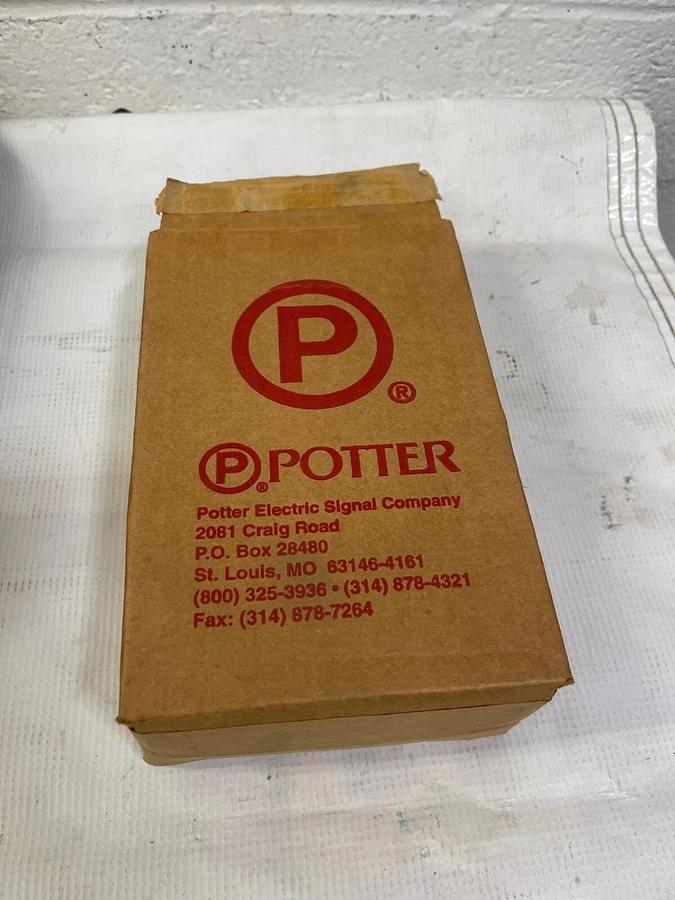 P
®
P® POTTER
Potter Electric Signal Company
2081 Craig Road
P.O. Box 28480
St. Louis, MO 63146-4161
(800) 325-3936 • (314) 878-4321
Fax: (314) 878-7264